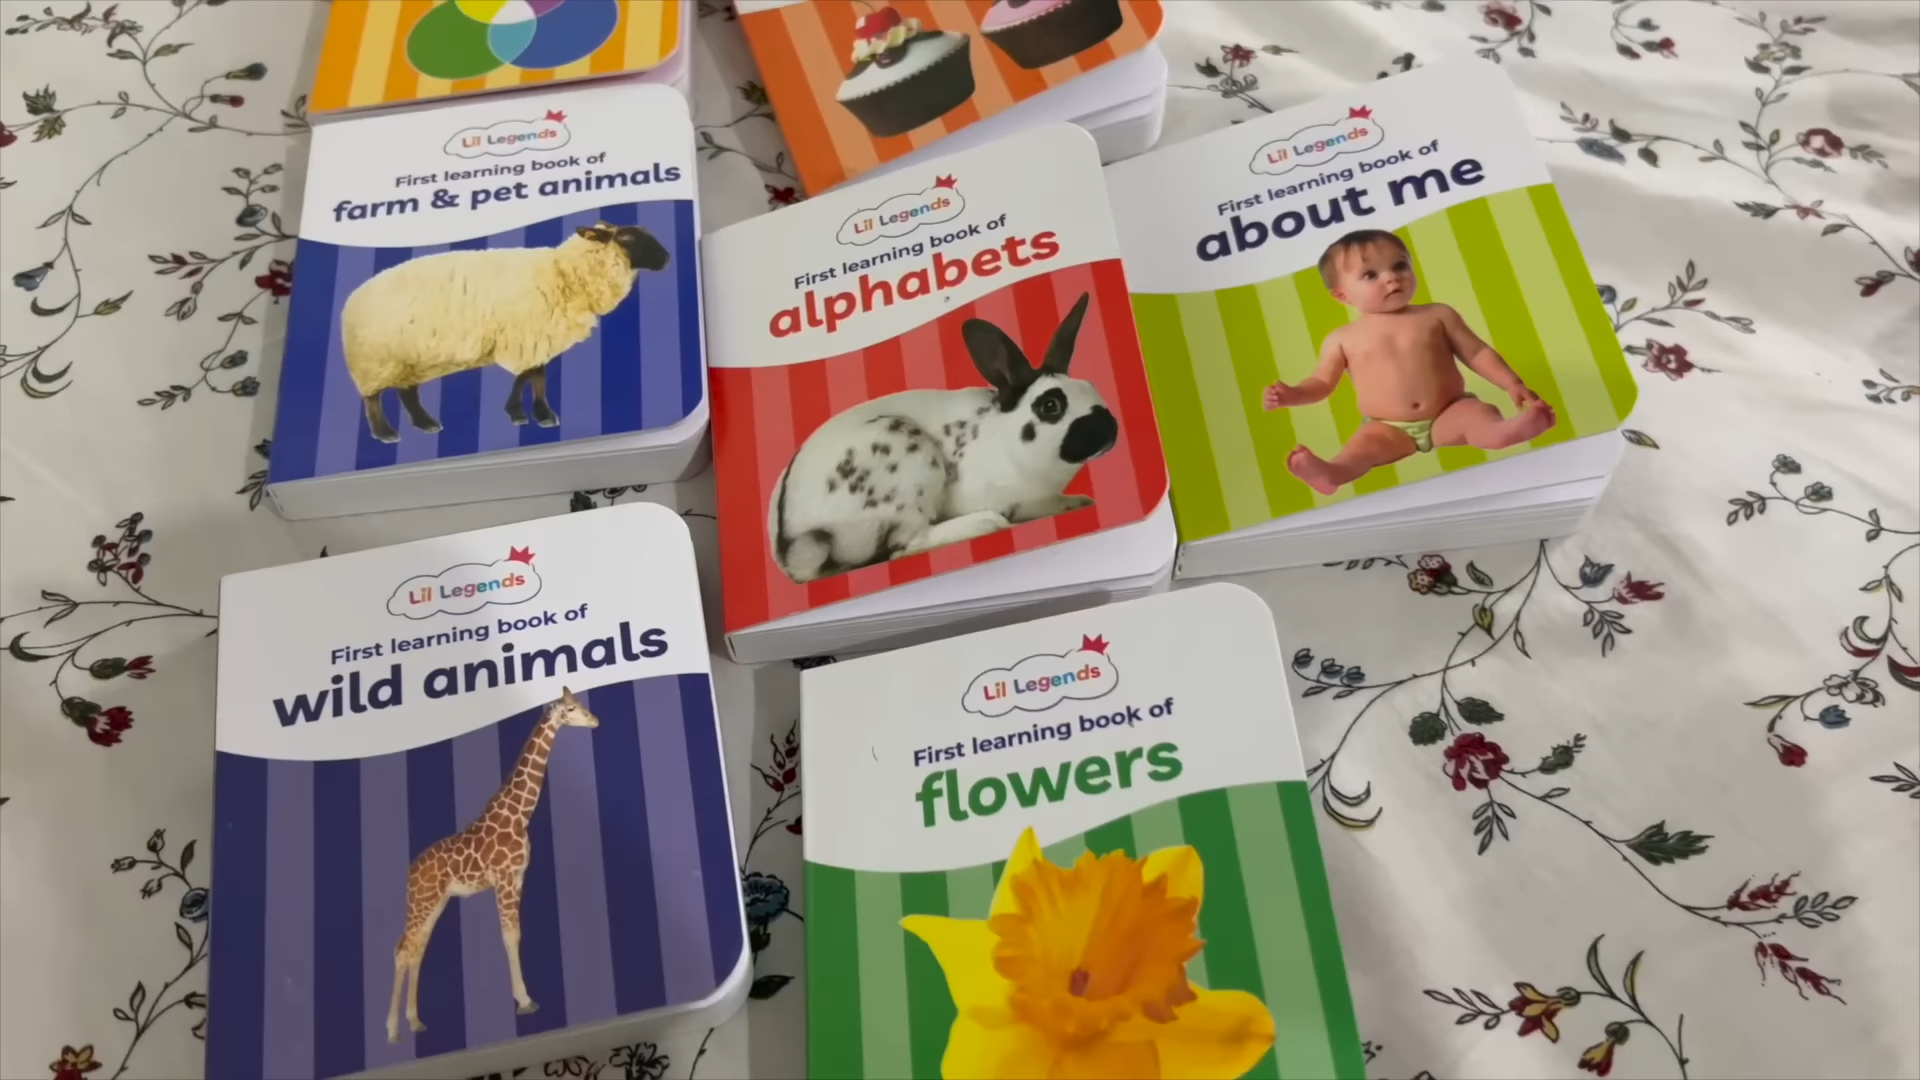 Lil Legends
First learning book of
farm & pet animals
Lil Legends
First learning book of
alphabets
Lil Legends
First learning book of
about me
Lil Legends
First learning book of
wild animals
Lil Legends
First learning book of
flowers